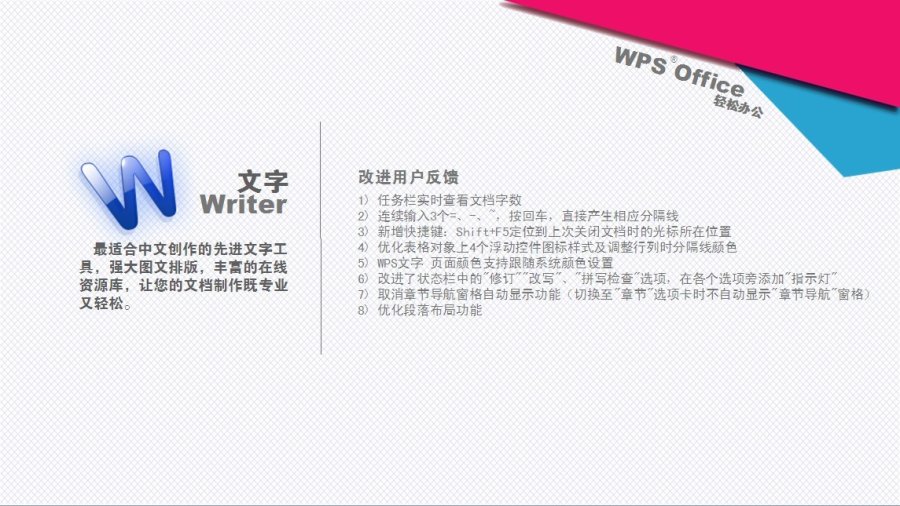 WPS®Office
轻松办公
文字
Writer
最适合中文创作的先进文字工
具，强大图文排版，丰富的在线
资源库，让您的文档制作既专业
又轻松。
改进用户反馈
1) 任务栏实时查看文档字数
2) 连续输入3个=、-、~，按回车，直接产生相应分隔线
3) 新增快捷键：Shift+F5定位到上次关闭文档时的光标所在位置
4) 优化表格对象上4个浮动控件图标样式及调整行列时分隔线颜色
5) WPS文字 页面颜色支持跟随系统颜色设置
6) 改进了状态栏中的"修订""改写"、"拼写检查"选项，在各个选项旁添加"指示灯"
7) 取消章节导航窗格自动显示功能（切换至"章节"选项卡时不自动显示"章节导航"窗格）
8) 优化段落布局功能